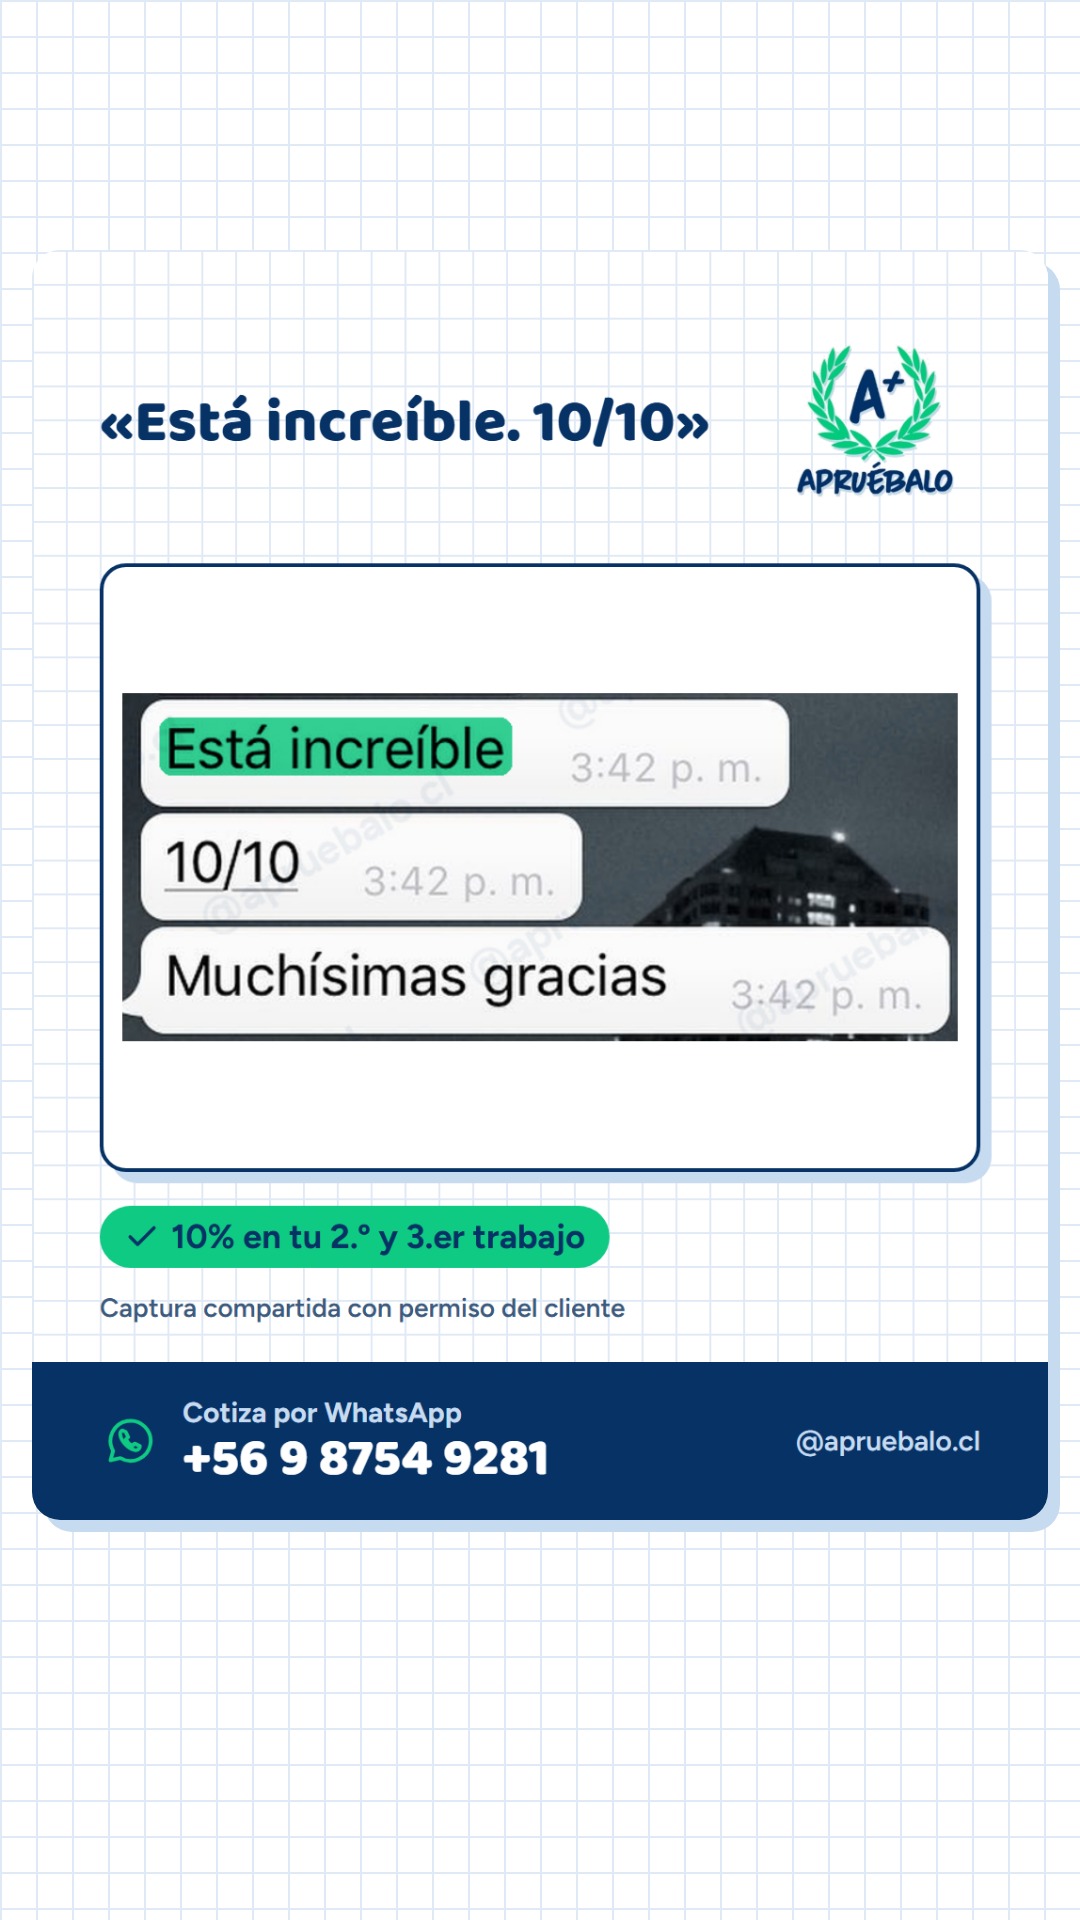 «Está increíble. 10/10»
A+
APRUÉBALO
Está increíble
3:42 p. m.
10/10
3:42 p. m.
Muchísimas gracias
3:42 p. m.
@apruebalo.cl
✓ 10% en tu 2.º y 3.er trabajo
Captura compartida con permiso del cliente
Cotiza por WhatsApp
+56 9 8754 9281
@apruebalo.cl